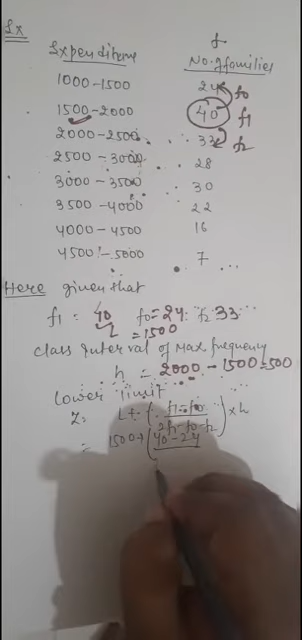 Ex
Expenditure f
No. of families
1000-1500 24 f0
1500-2000 40 f1
2000-2500 33 f2
2500-3000 28
3000-3500 30
3500-4000 22
4000-4500 16
4500-5000 7
Here given that
f1 = 40 f0 = 24 f2 33
L = 1500
class interval of Max frequency
h = 2000 - 1500 = 500
Lower limit
Z = L + ( f1 - f0 / 2f1 - f0 - f2 ) × h
= 1500 + ( 40 - 24